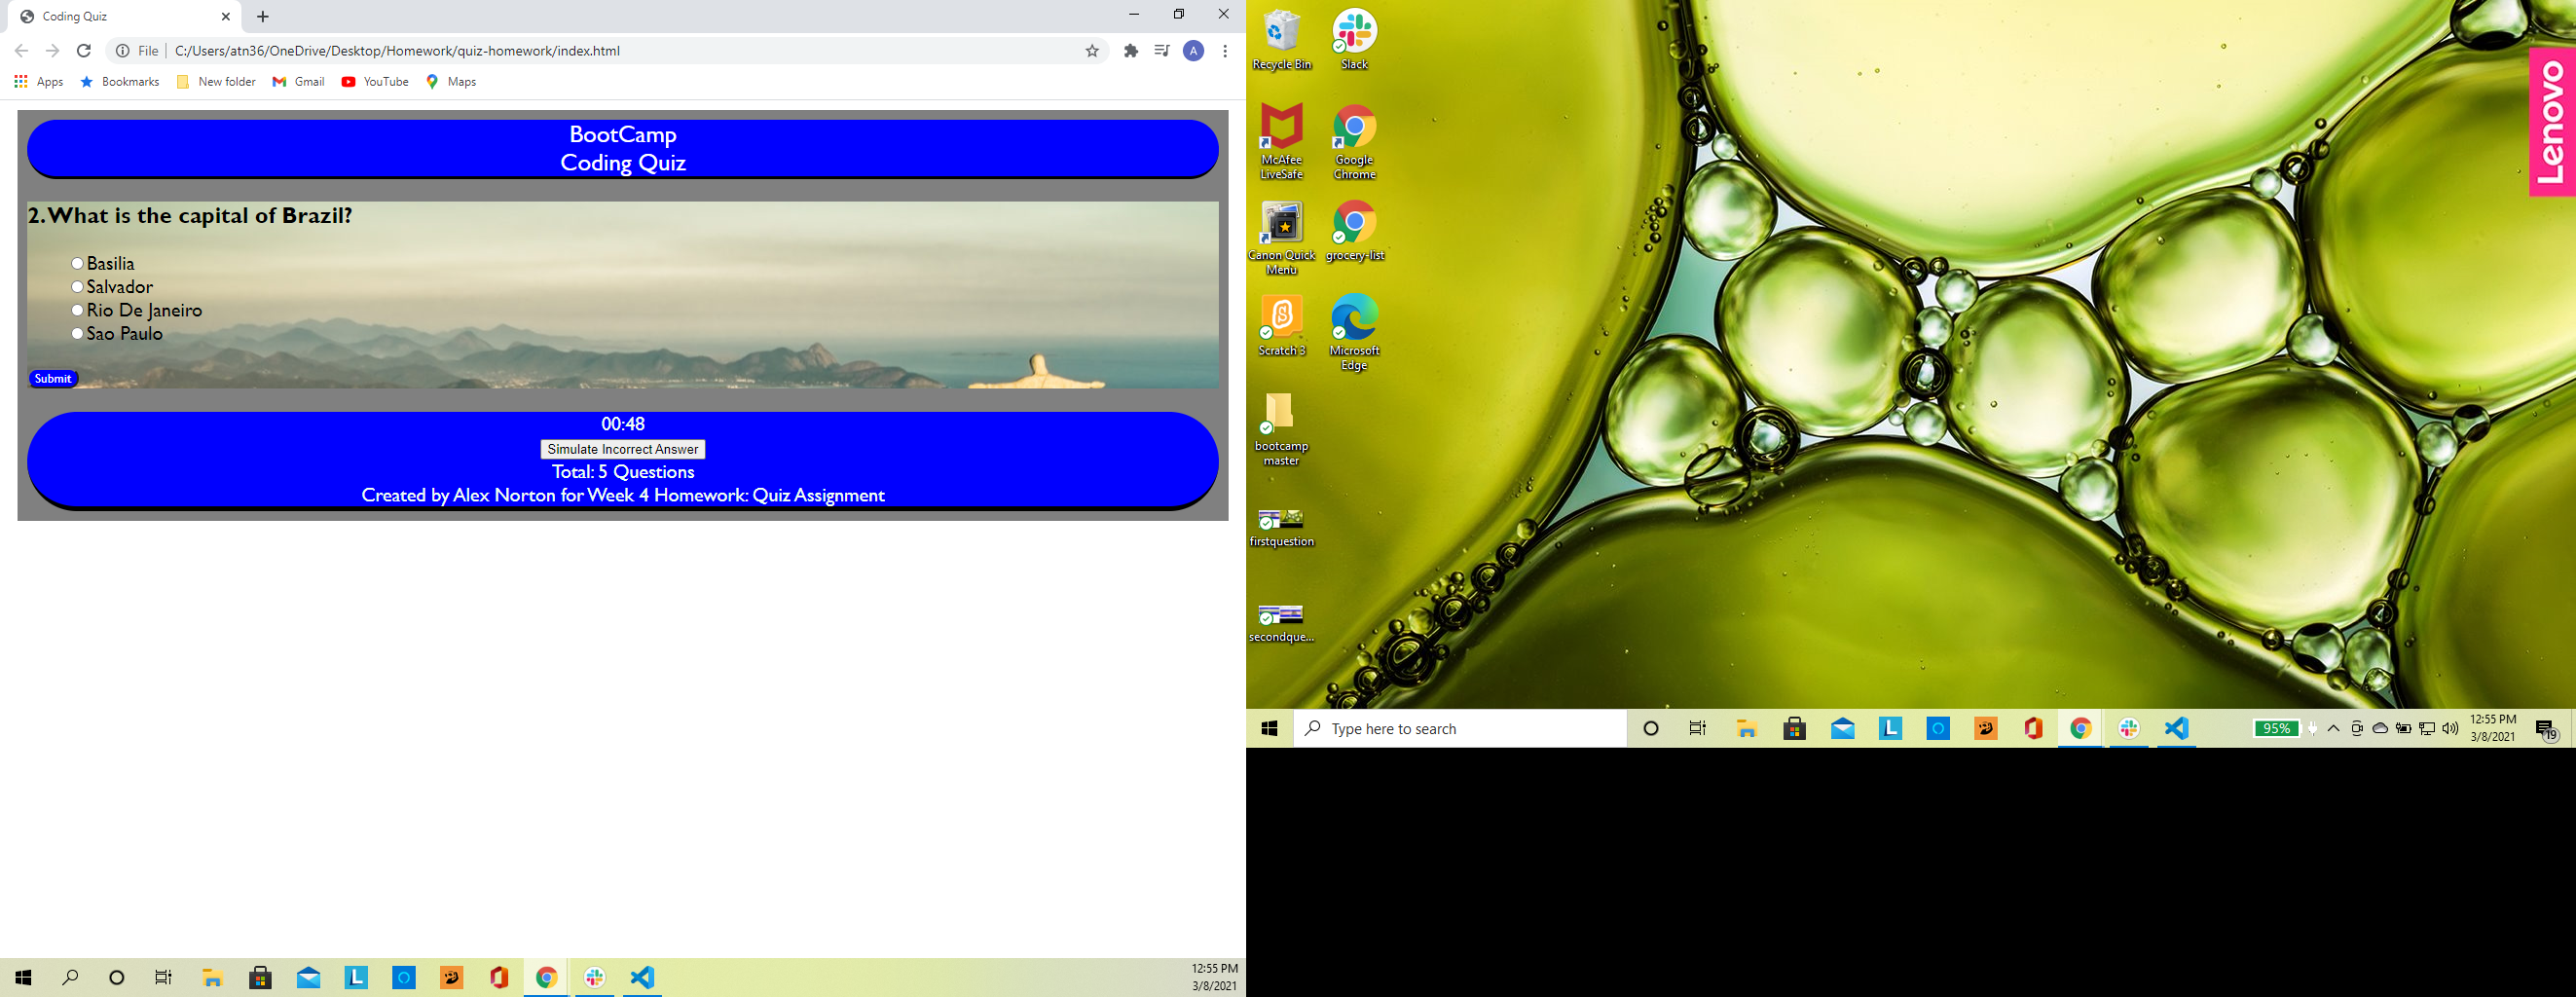 Coding Quiz
File
C:/Users/atn36/OneDrive/Desktop/Homework/quiz-homework/index.html
A
Apps
Bookmarks
New folder
Gmail
YouTube
Maps
BootCamp
Coding Quiz
2.What is the capital of Brazil?
Basilia
Salvador
Rio De Janeiro
Sao Paulo
Submit
00:48
Simulate Incorrect Answer
Total: 5 Questions
Created by Alex Norton for Week 4 Homework: Quiz Assignment
L
12:55 PM
3/8/2021
Recycle Bin
Slack
McAfee
LiveSafe
Google
Chrome
Canon Quick
Menu
grocery-list
Scratch 3
Microsoft
Edge
bootcamp
master
firstquestion
secondque...
Lenovo
Type here to search
L
95%
12:55 PM
3/8/2021
19